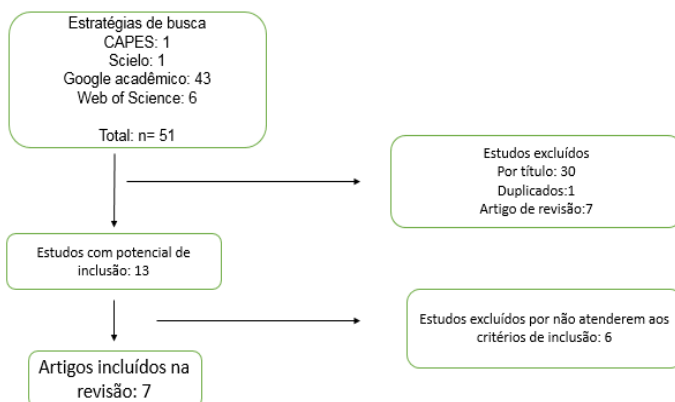 Estratégias de busca
CAPES: 1
Scielo: 1
Google acadêmico: 43
Web of Science: 6
Total: n= 51
Estudos excluídos
Por título: 30
Duplicados:1
Artigo de revisão:7
Estudos com potencial de
inclusão: 13
Estudos excluídos por não atenderem aos
critérios de inclusão: 6
Artigos incluídos na
revisão: 7